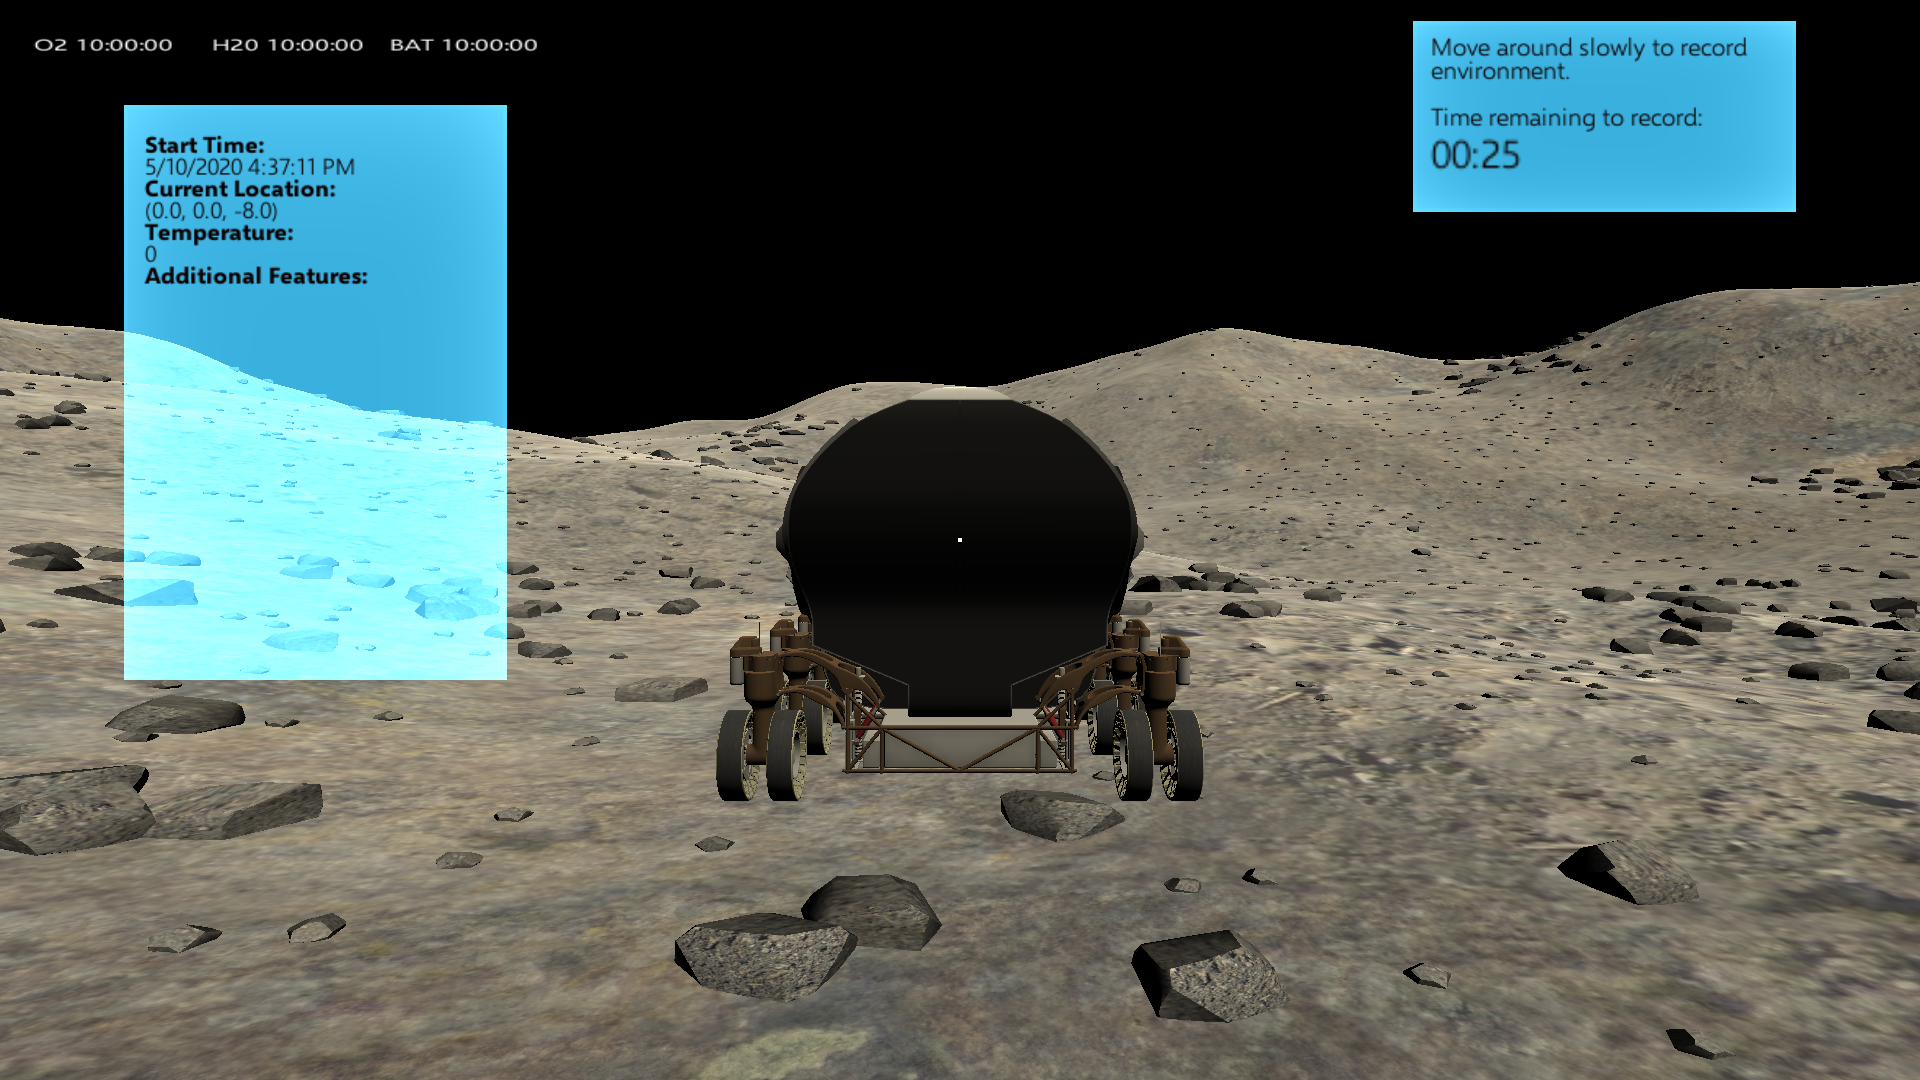 O2 10:00:00 H20 10:00:00 BAT 10:00:00
Start Time:
5/10/2020 4:37:11 PM
Current Location:
(0.0, 0.0, -8.0)
Temperature:
0
Additional Features:
Move around slowly to record
environment.
Time remaining to record:
00:25